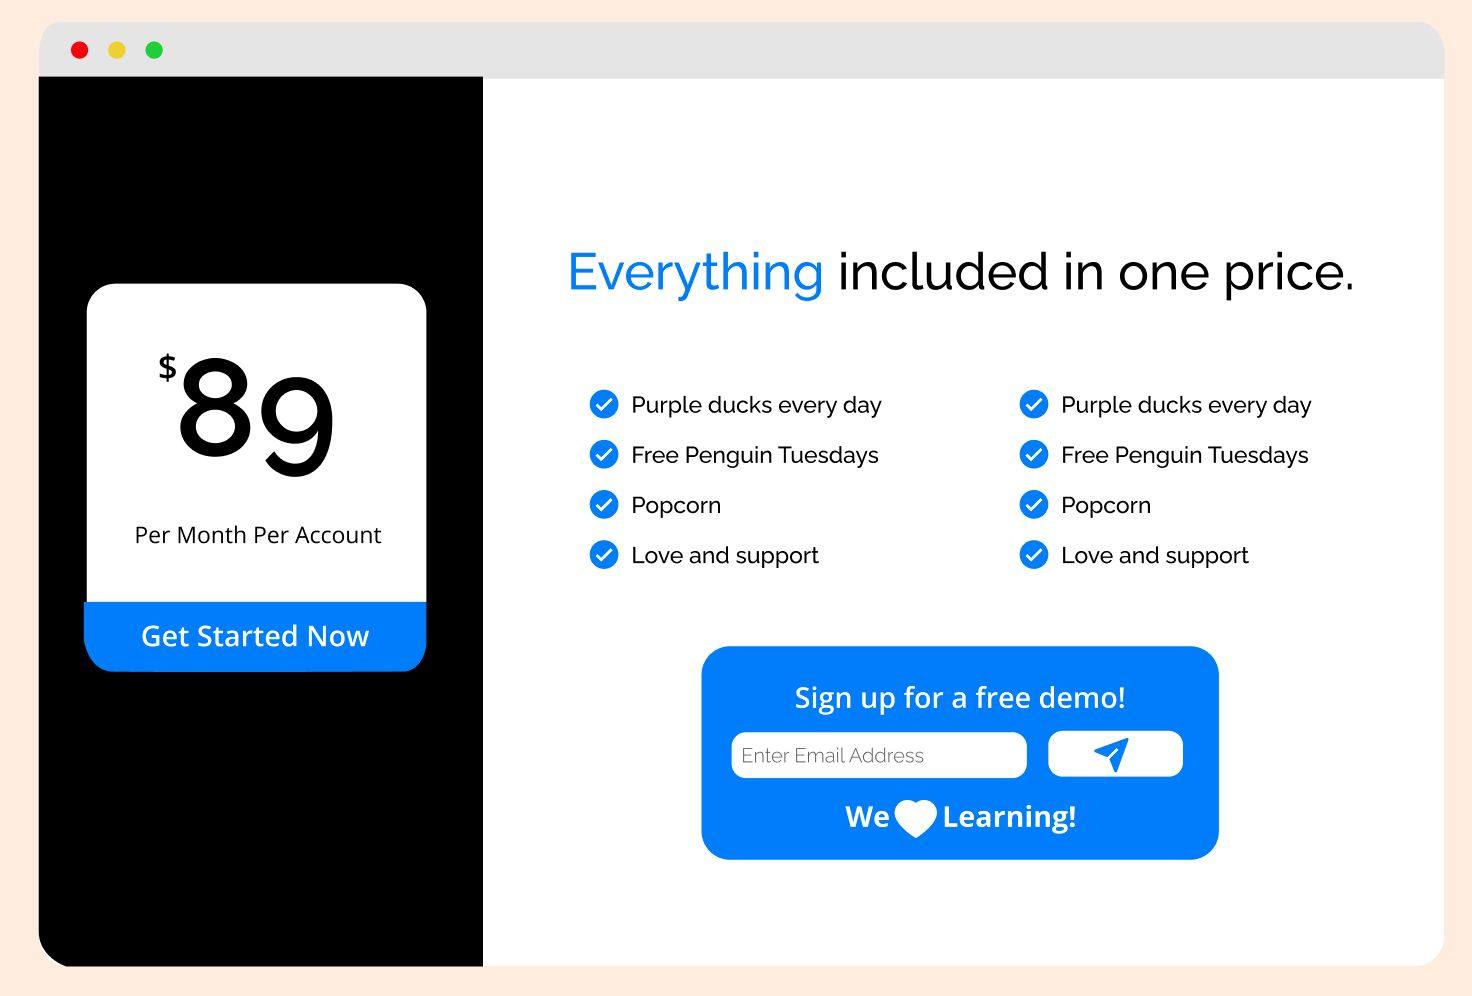 $89
Per Month Per Account
Get Started Now
Everything included in one price.
Purple ducks every day
Free Penguin Tuesdays
Popcorn
Love and support
Purple ducks every day
Free Penguin Tuesdays
Popcorn
Love and support
Sign up for a free demo!
Enter Email Address
We Learning!